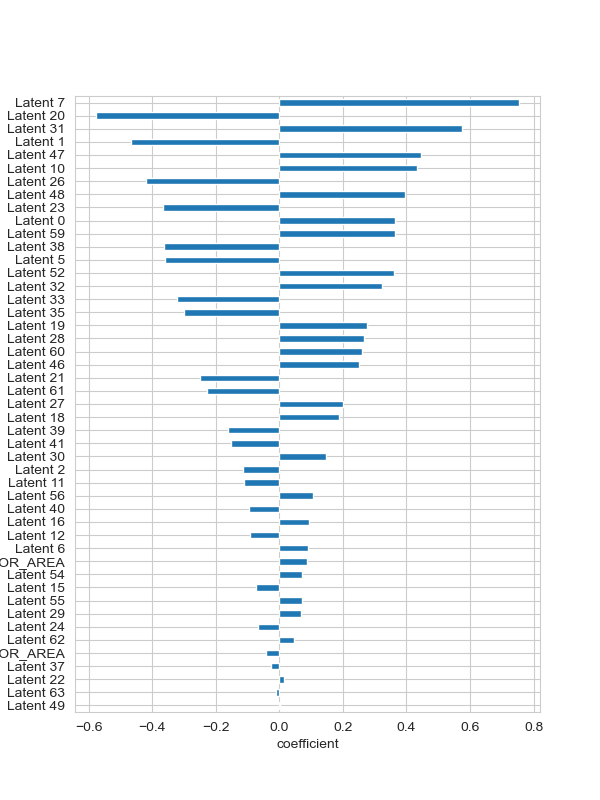 Latent 7
Latent 20
Latent 31
Latent 1
Latent 47
Latent 10
Latent 26
Latent 48
Latent 23
Latent 0
Latent 59
Latent 38
Latent 5
Latent 52
Latent 32
Latent 33
Latent 35
Latent 19
Latent 28
Latent 60
Latent 46
Latent 21
Latent 61
Latent 27
Latent 18
Latent 39
Latent 41
Latent 30
Latent 2
Latent 11
Latent 56
Latent 40
Latent 16
Latent 12
Latent 6
OR_AREA
Latent 54
Latent 15
Latent 55
Latent 29
Latent 24
Latent 62
OR_AREA
Latent 37
Latent 22
Latent 63
Latent 49
−0.6 −0.4 −0.2 0.0 0.2 0.4 0.6 0.8
coefficient